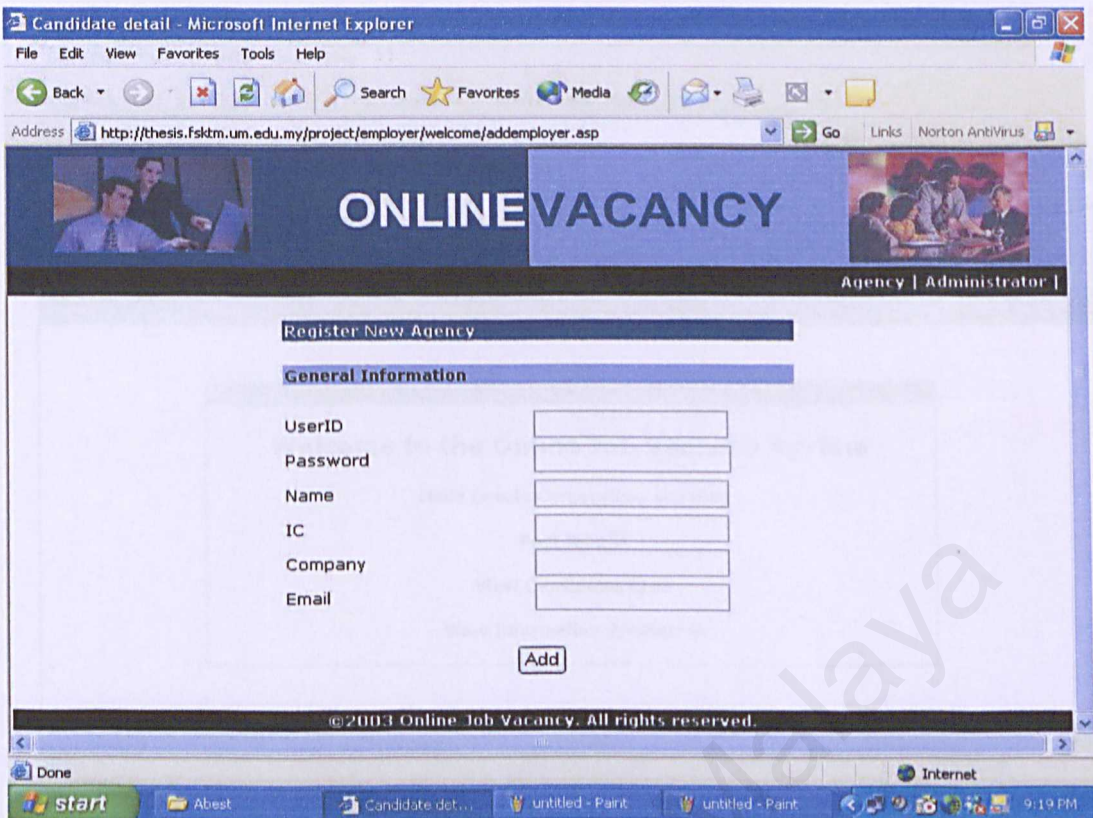 Candidate detail - Microsoft Internet Explorer
File Edit View Favorites Tools Help
Back Search Favorites Media
Address http://thesis.fsktm.um.edu.my/project/employer/welcome/addemployer.asp Go Links Norton AntiVirus
ONLINE VACANCY
Agency | Administrator |
Register New Agency
General Information
UserID
Password
Name
IC
Company
Email
Add
©2003 Online Job Vacancy. All rights reserved.
Done Internet
start Abest Candidate det... untitled - Paint untitled - Paint 9:19 PM
Malaya